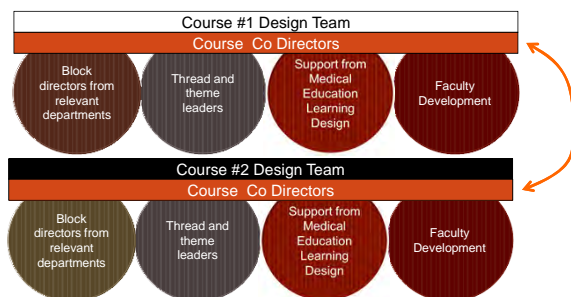 Course #1 Design Team
Course Co Directors
Block
directors from
relevant
departments
Thread and
theme
leaders
Support from
Medical
Education
Learning
Design
Faculty
Development
Course #2 Design Team
Course Co Directors
Block
directors from
relevant
departments
Thread and
theme
leaders
Support from
Medical
Education
Learning
Design
Faculty
Development